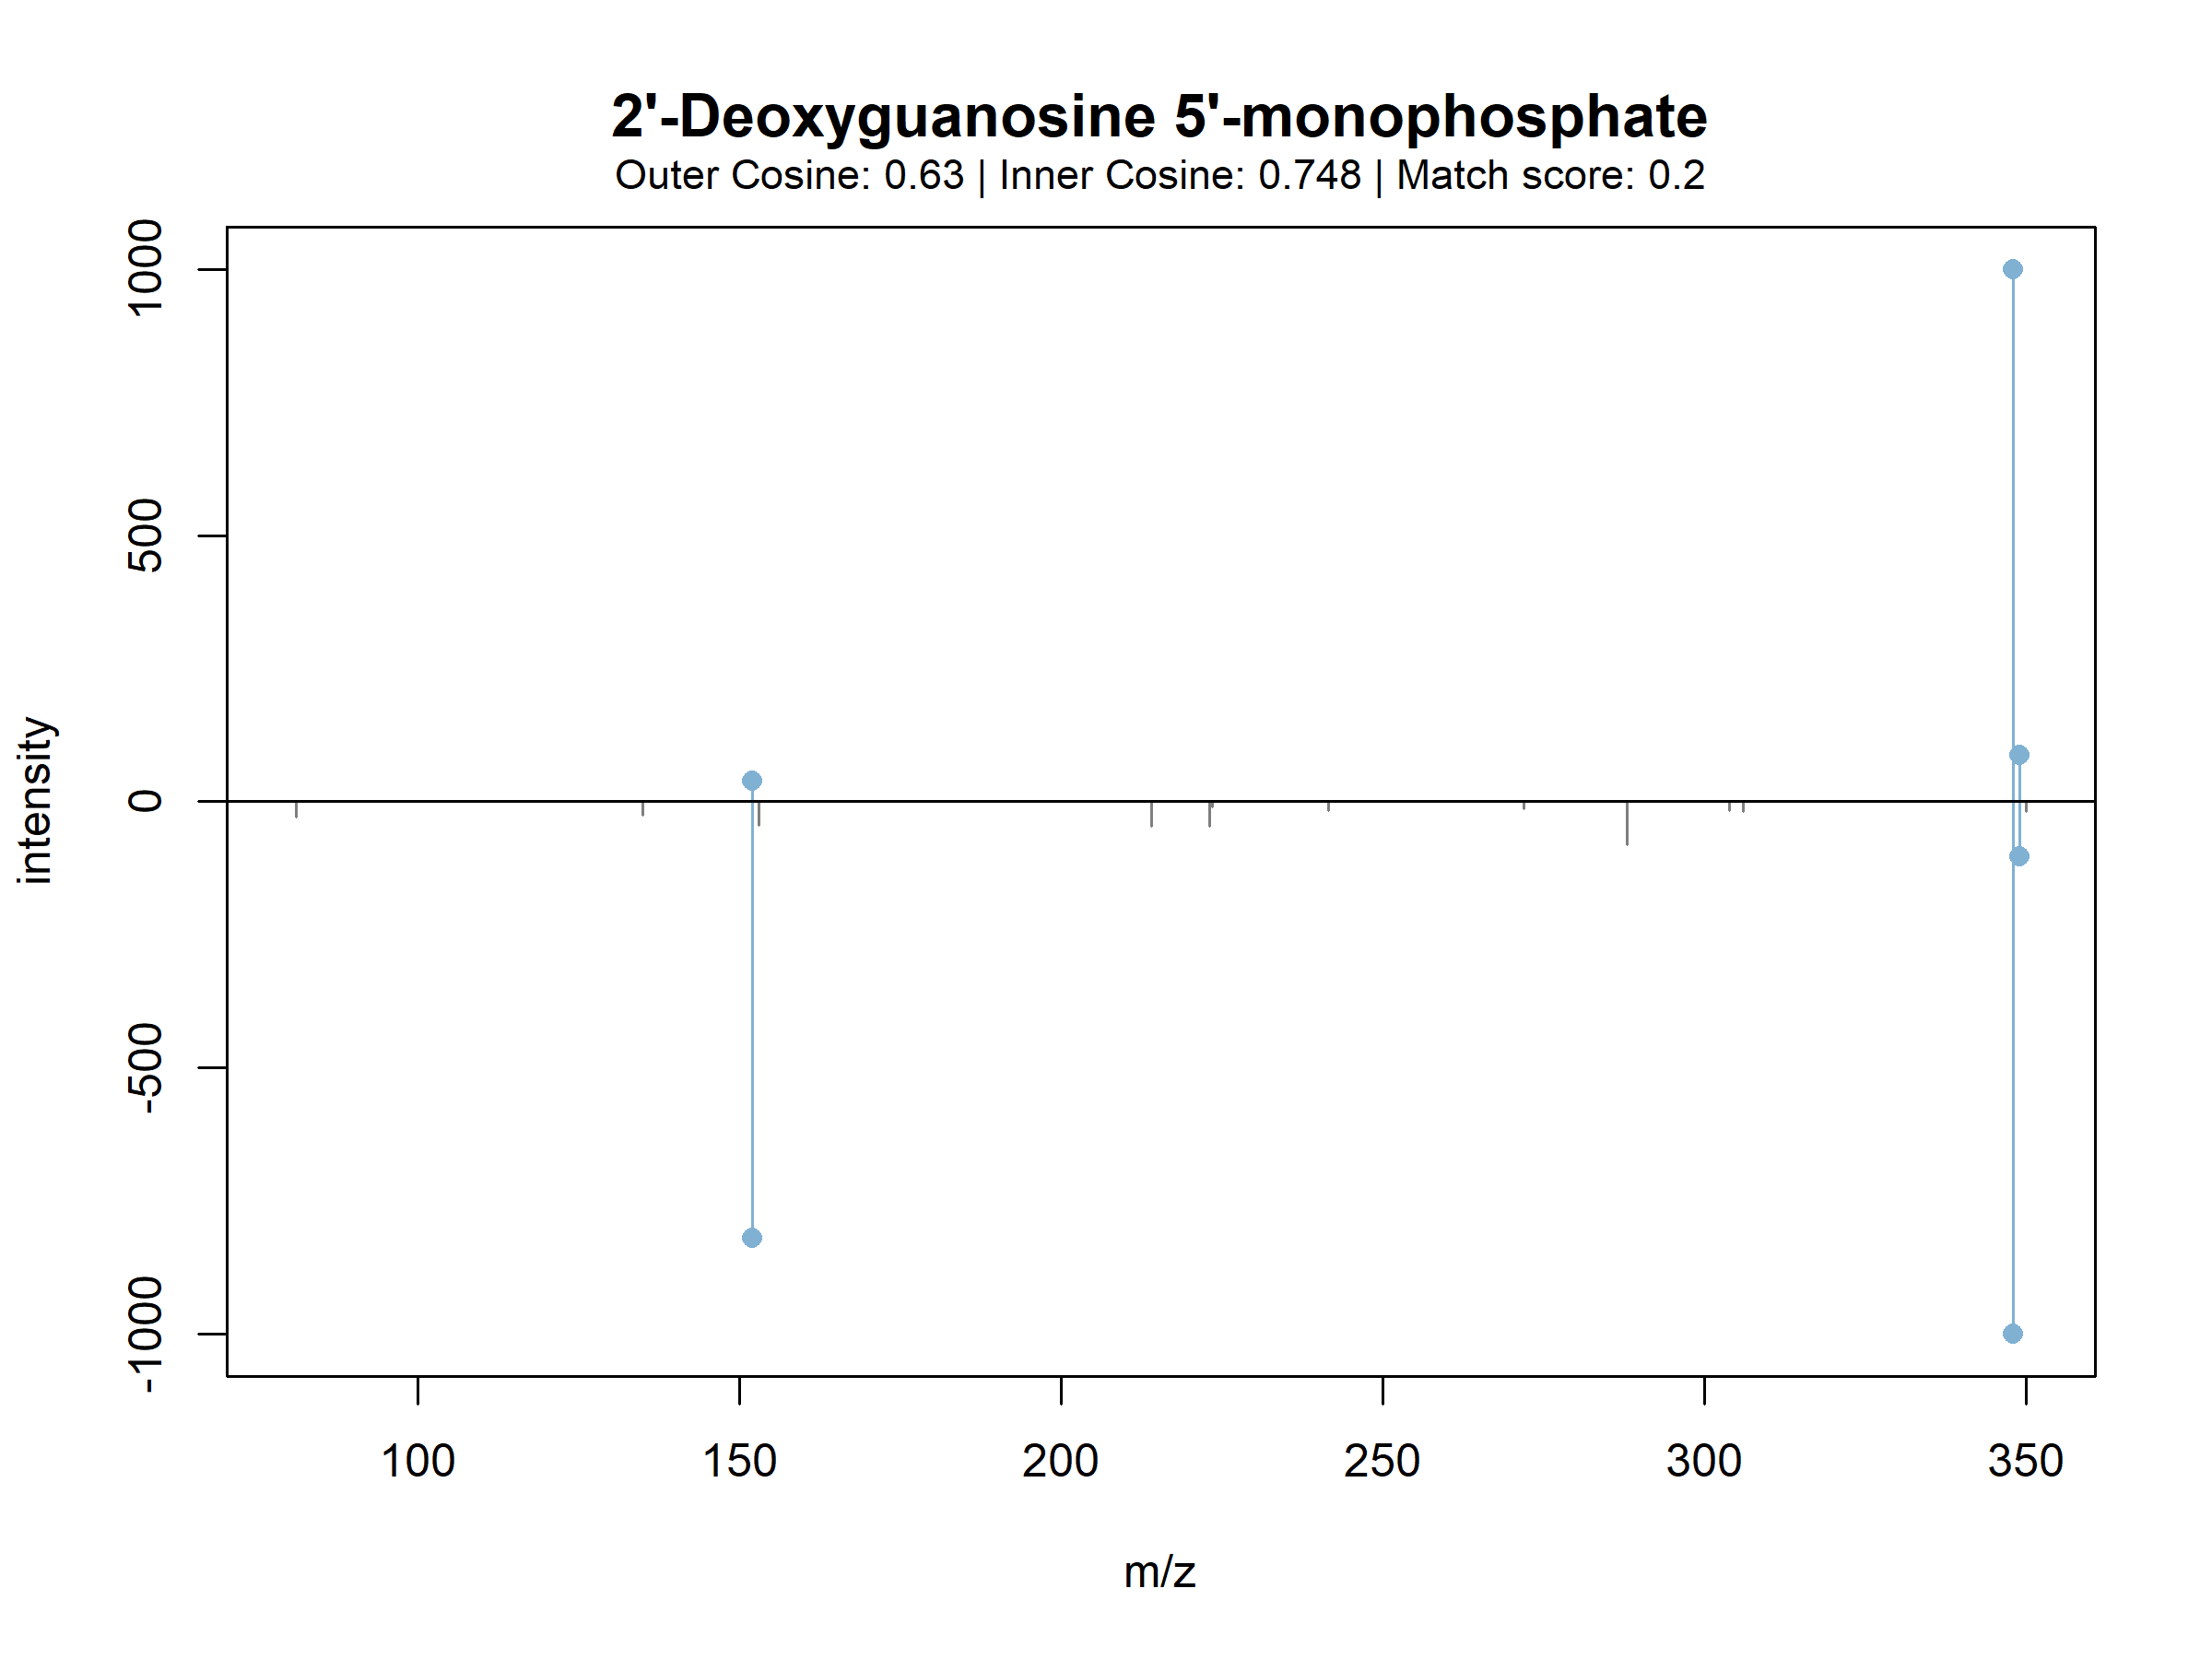 2'-Deoxyguanosine 5'-monophosphate
Outer Cosine: 0.63 | Inner Cosine: 0.748 | Match score: 0.2
1000
500
0
-500
-1000
intensity
100 150 200 250 300 350
m/z